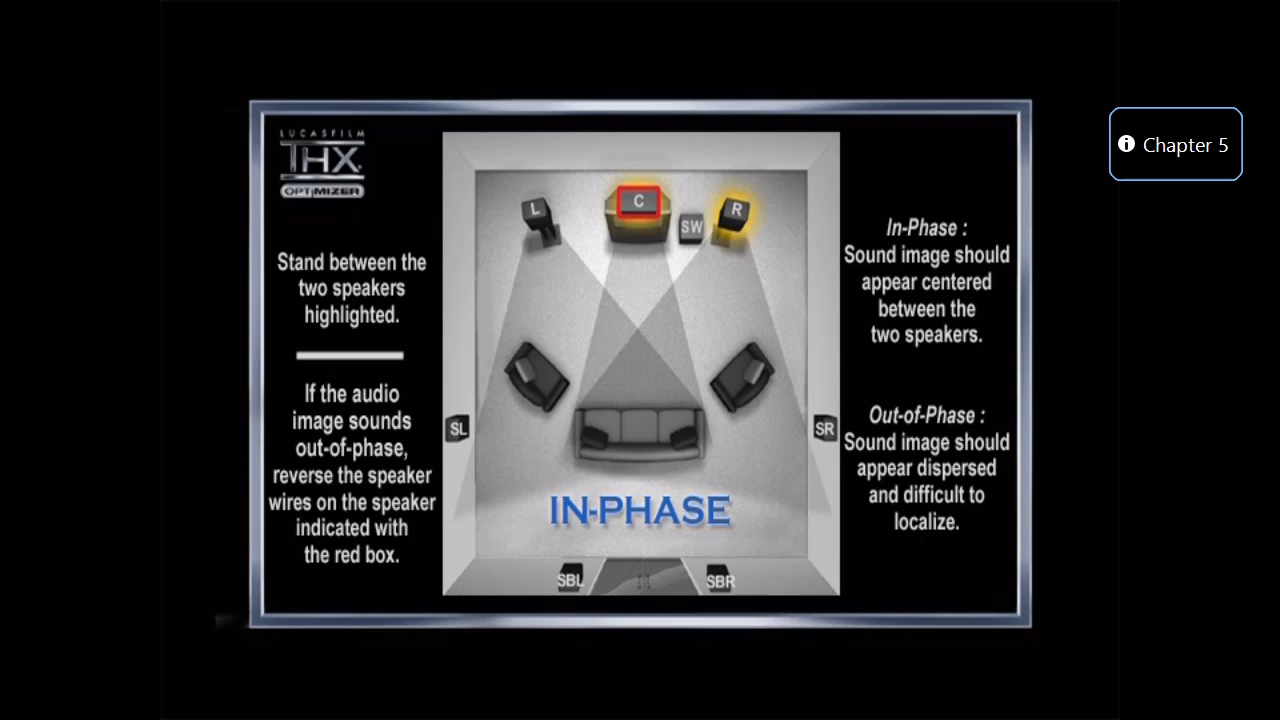 LUCASFILM
THX
OPTIMIZER
Stand between the
two speakers
highlighted.
If the audio
image sounds
out-of-phase,
reverse the speaker
wires on the speaker
indicated with
the red box.
L
C
R
SW
SL
SR
IN-PHASE
SBL
SBR
In-Phase :
Sound image should
appear centered
between the
two speakers.
Out-of-Phase :
Sound image should
appear dispersed
and difficult to
localize.
Chapter 5